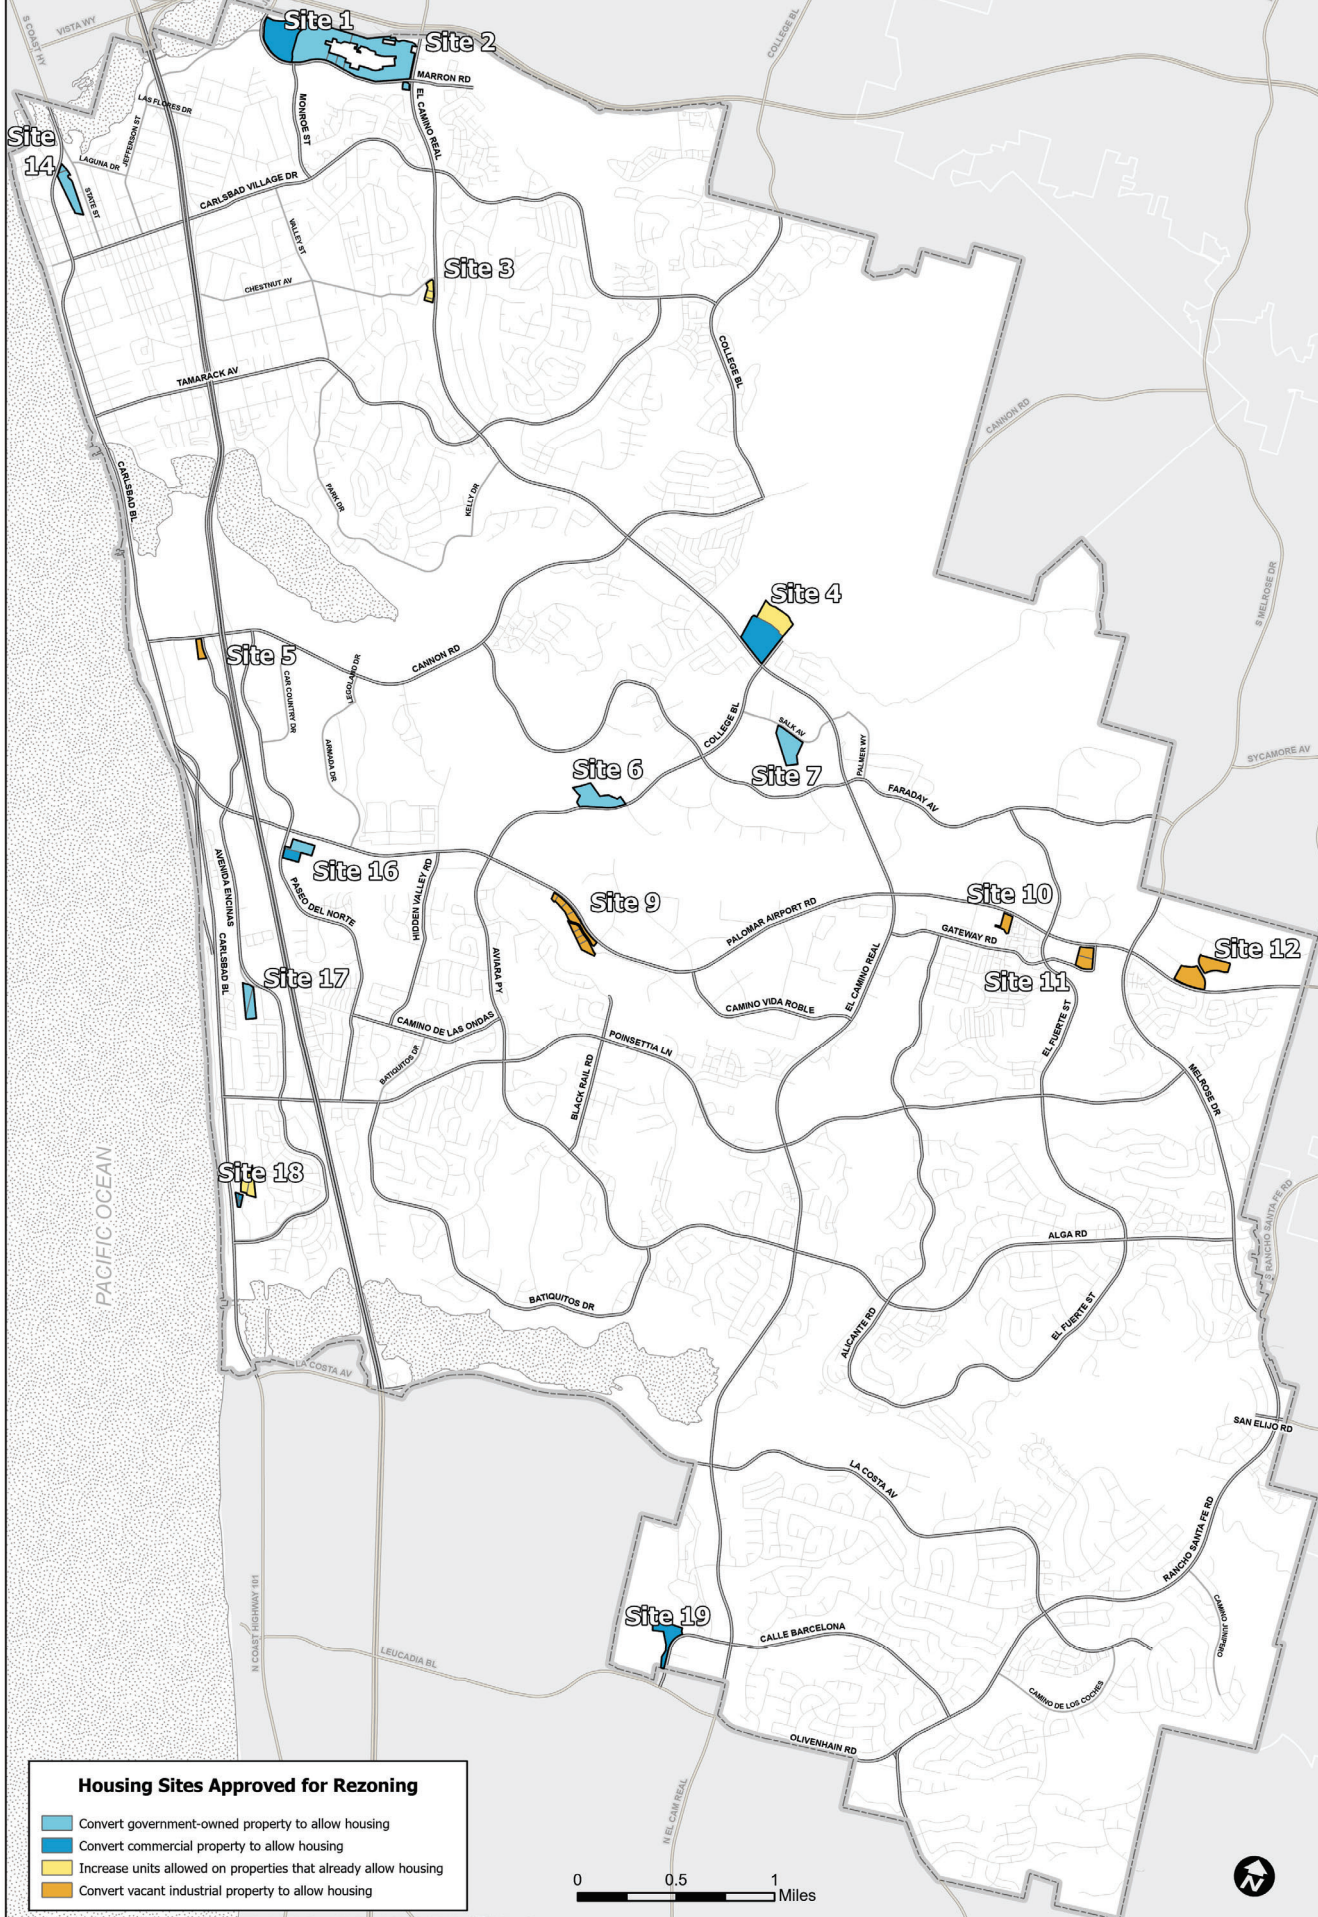 S COAST HY
VISTA WY
Site 1
Site 2
COLLEGE BL
MARRON RD
LAS FLORES DR
JEFFERSON ST
MONROE ST
EL CAMINO REAL
Site
14
LAGUNA DR
STATE ST
CARLSBAD VILLAGE DR
VALLEY ST
Site 3
CHESTNUT AV
COLLEGE BL
TAMARACK AV
CANNON RD
CARLSBAD BL
PARK DR
KELLY DR
S MELROSE DR
Site 4
Site 5
CANNON RD
LEGOLAND DR
CAR COUNTRY DR
COLLEGE BL
SALK AV
ARMADA DR
PALMER WY
SYCAMORE AV
Site 6
Site 7
FARADAY AV
Site 16
AVENIDA ENCINAS
PASEO DEL NORTE
HIDDEN VALLEY RD
Site 9
Site 10
PALOMAR AIRPORT RD
GATEWAY RD
CARLSBAD BL
AVIARA PY
EL CAMINO REAL
Site 12
Site 17
Site 11
CAMINO VIDA ROBLE
CAMINO DE LAS ONDAS
EL FUERTE ST
POINSETTIA LN
BATIQUITOS DR
BLACK RAIL RD
MELROSE DR
Site 18
PACIFIC OCEAN
S RANCHO SANTA FE RD
ALGA RD
BATIQUITOS DR
ALICANTE RD
EL FUERTE ST
LA COSTA AV
SAN ELIJO RD
LA COSTA AV
RANCHO SANTA FE RD
N COAST HIGHWAY 101
Site 19
CALLE BARCELONA
CAMINO JUNIPERO
LEUCADIA BL
CAMINO DE LOS COCHES
OLIVENHAIN RD
N EL CAM REAL
Housing Sites Approved for Rezoning
Convert government-owned property to allow housing
Convert commercial property to allow housing
Increase units allowed on properties that already allow housing
Convert vacant industrial property to allow housing
0 0.5 1
Miles
N